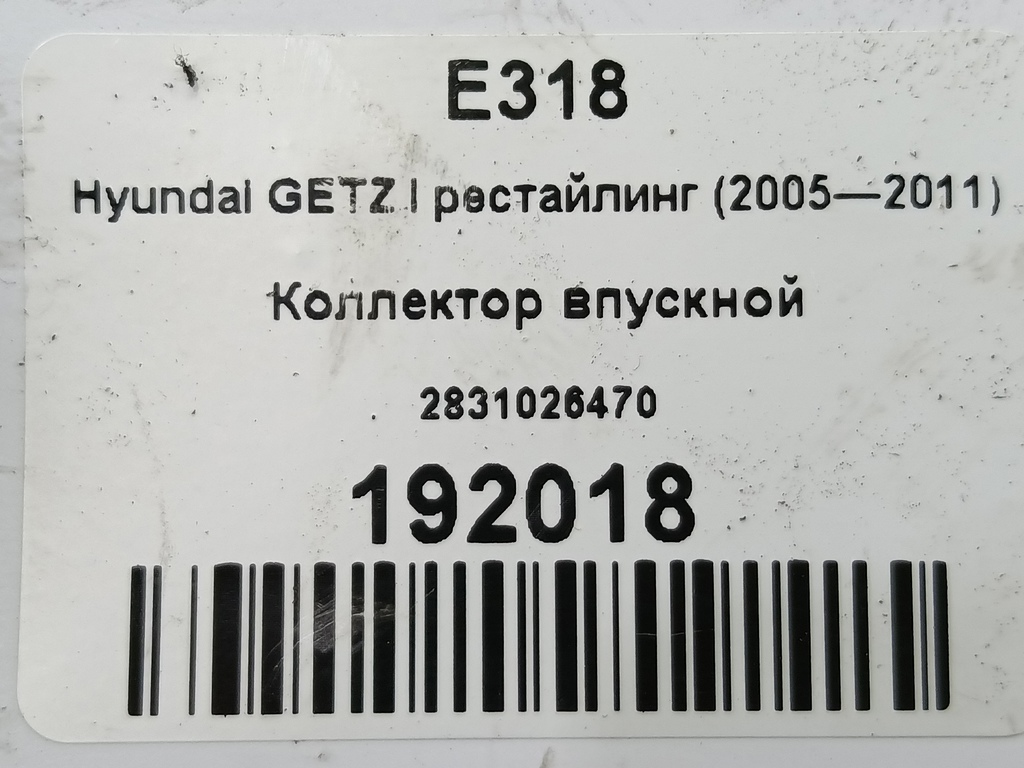 E318
Hyundai GETZ I рестайлинг (2005—2011)
Коллектор впускной
2831026470
192018